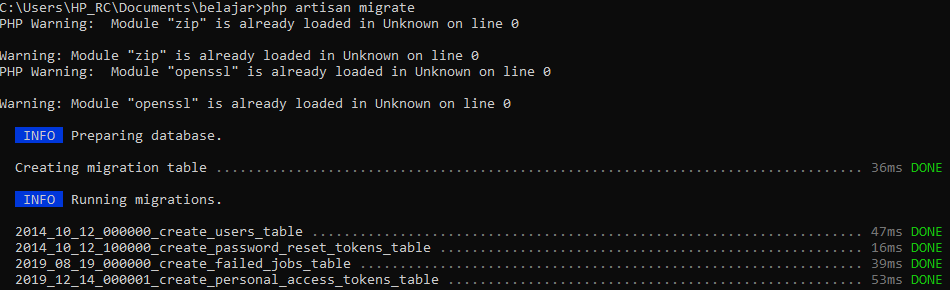 C:\Users\HP_RC\Documents\belajar>php artisan migrate
PHP Warning:  Module "zip" is already loaded in Unknown on line 0
Warning: Module "zip" is already loaded in Unknown on line 0
PHP Warning:  Module "openssl" is already loaded in Unknown on line 0
Warning: Module "openssl" is already loaded in Unknown on line 0
INFO  Preparing database.
Creating migration table ................................................................................. 36ms DONE
INFO  Running migrations.
2014_10_12_000000_create_users_table ..................................................................... 47ms DONE
2014_10_12_100000_create_password_reset_tokens_table ..................................................... 16ms DONE
2019_08_19_000000_create_failed_jobs_table ............................................................... 39ms DONE
2019_12_14_000001_create_personal_access_tokens_table .................................................... 53ms DONE